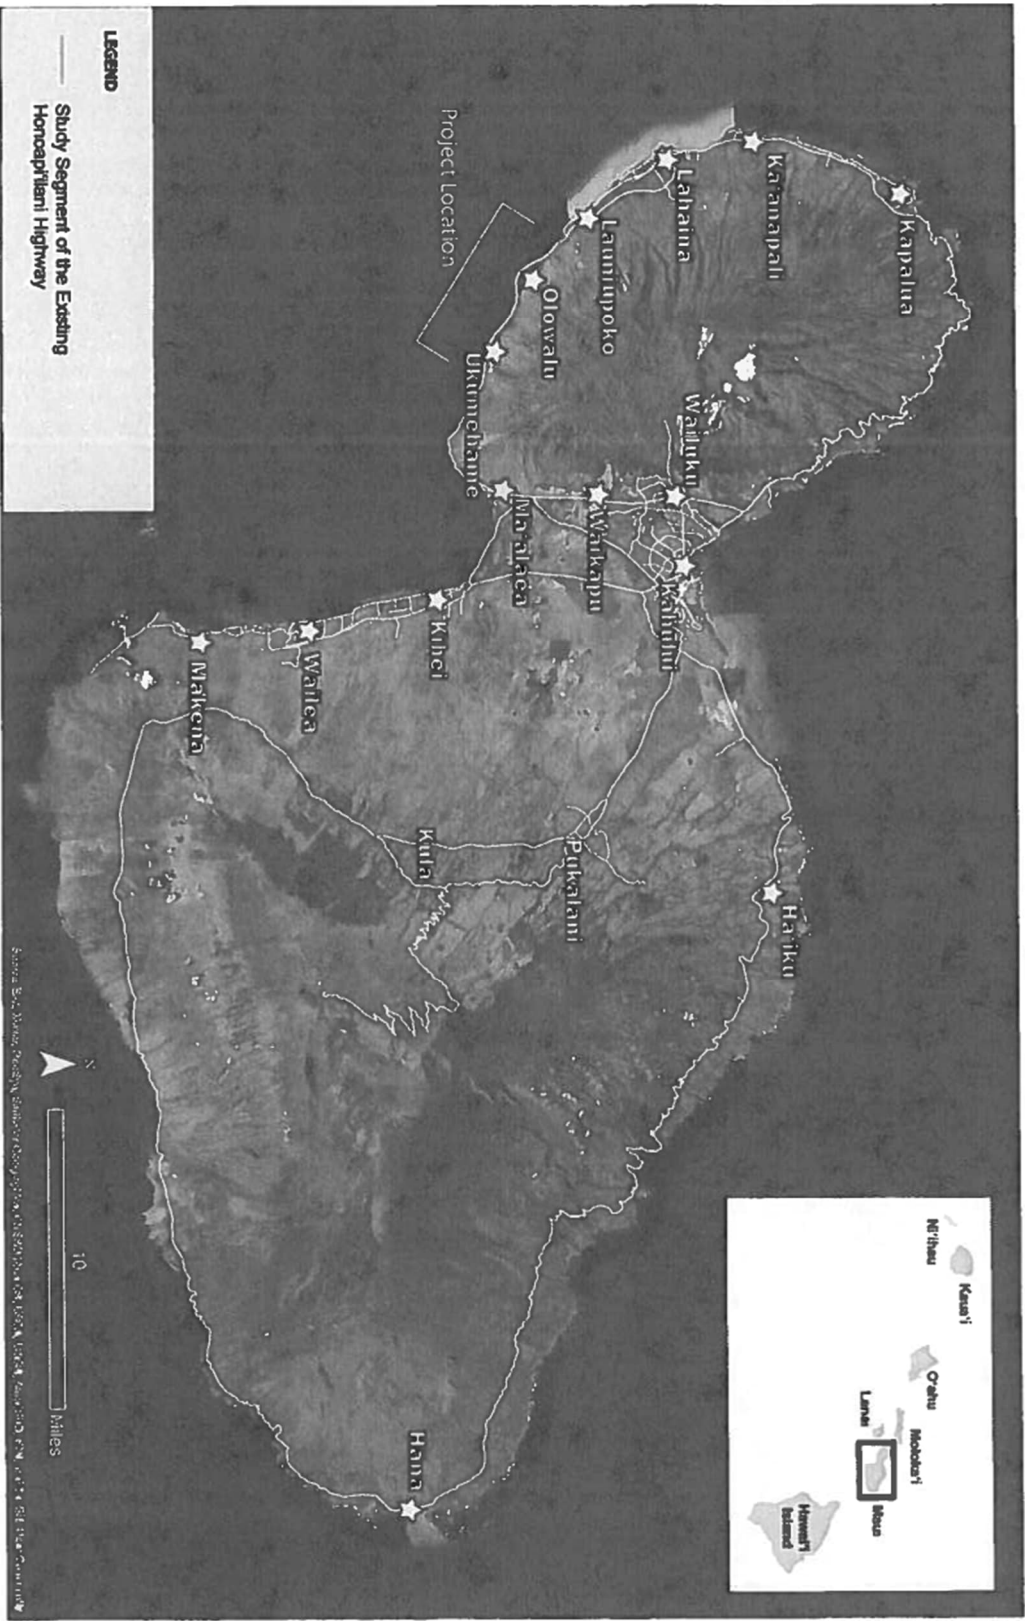 Kapalua
Ka'anapali
Lahaina
Launiupoko
Olowalu
Ukumehame
Project Location
Wailuku
Waikapu
Ma'alaea
Kahului
Kihei
Wailea
Makena
Ha'iku
Pukalani
Kula
Hana
LEGEND
Study Segment of the Existing
Honoapi'ilani Highway
Ni'ihau
Kaua'i
O'ahu
Moloka'i
Lanai
Maui
Hawai'i
Island
N
10
Miles